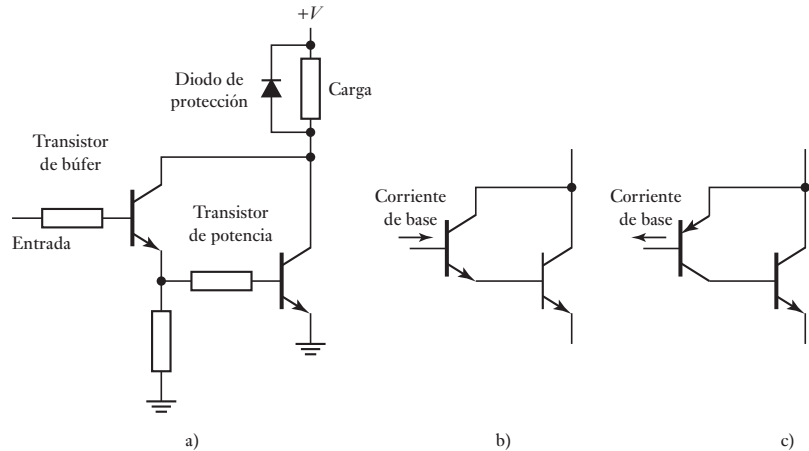 +V
Diodo de
protección
Carga
Transistor
de búfer
Transistor
de potencia
Entrada
Corriente
de base
Corriente
de base
a)
b)
c)